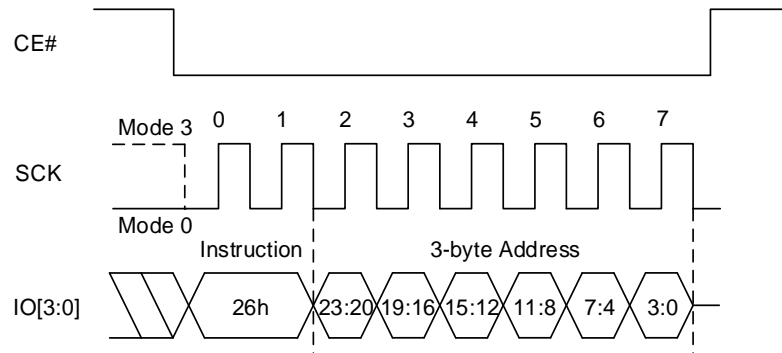 CE#
Mode 3 0 1 2 3 4 5 6 7
SCK
Mode 0
Instruction 3-byte Address
IO[3:0] 26h 23:20 19:16 15:12 11:8 7:4 3:0